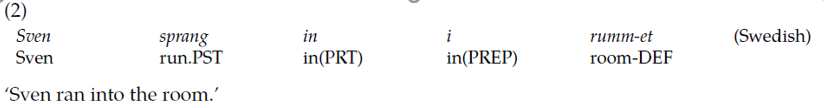 (2)
Sven sprang in i rumm-et (Swedish)
Sven run.PST in(PRT) in(PREP) room-DEF
‘Sven ran into the room.’